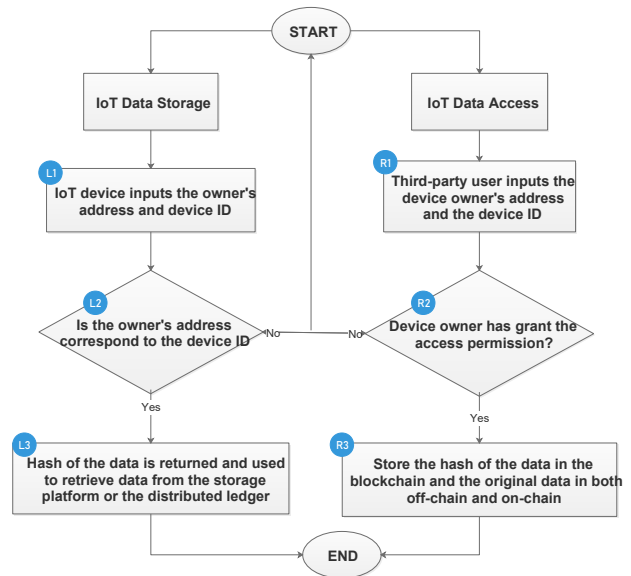 START
IoT Data Storage
IoT Data Access
L1
IoT device inputs the owner's
address and device ID
R1
Third-party user inputs the
device owner's address
and the device ID
L2
Is the owner's address
correspond to the device ID
No
No
R2
Device owner has grant the
access permission?
Yes
Yes
L3
Hash of the data is returned and used
to retrieve data from the storage
platform or the distributed ledger
R3
Store the hash of the data in the
blockchain and the original data in both
off-chain and on-chain
END